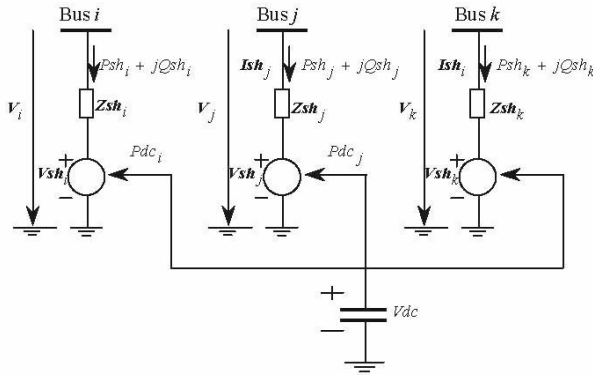 Bus i Bus j Bus k
Psh_i + jQsh_i Ish_j Psh_j + jQsh_j Ish_i Psh_k + jQsh_k
V_i Zsh_i V_j Zsh_j V_k Zsh_k
+ Pdc_i + Pdc_j +
Vsh_i Vsh_j Vsh_k
− − −
+
Vdc
−